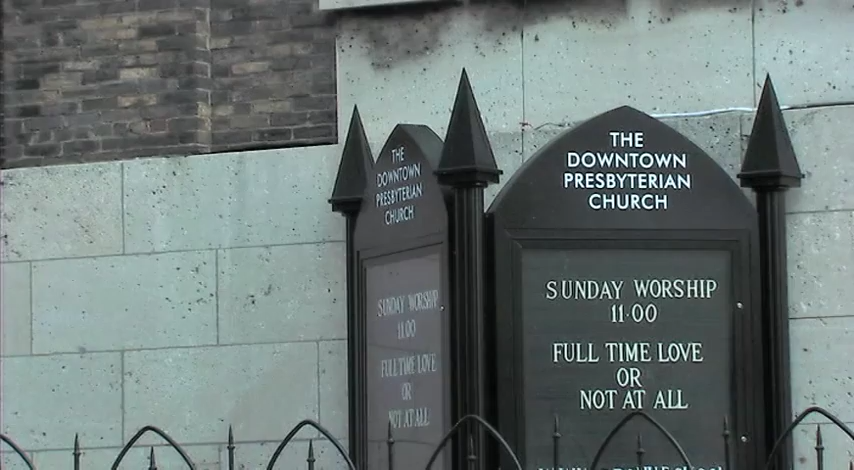 THE
DOWNTOWN
PRESBYTERIAN
CHURCH
SUNDAY WORSHIP
11:00
FULL TIME LOVE
OR
NOT AT ALL
THE
DOWNTOWN
PRESBYTERIAN
CHURCH
SUNDAY WORSHIP
11·00
FULL TIME LOVE
OR
NOT AT ALL